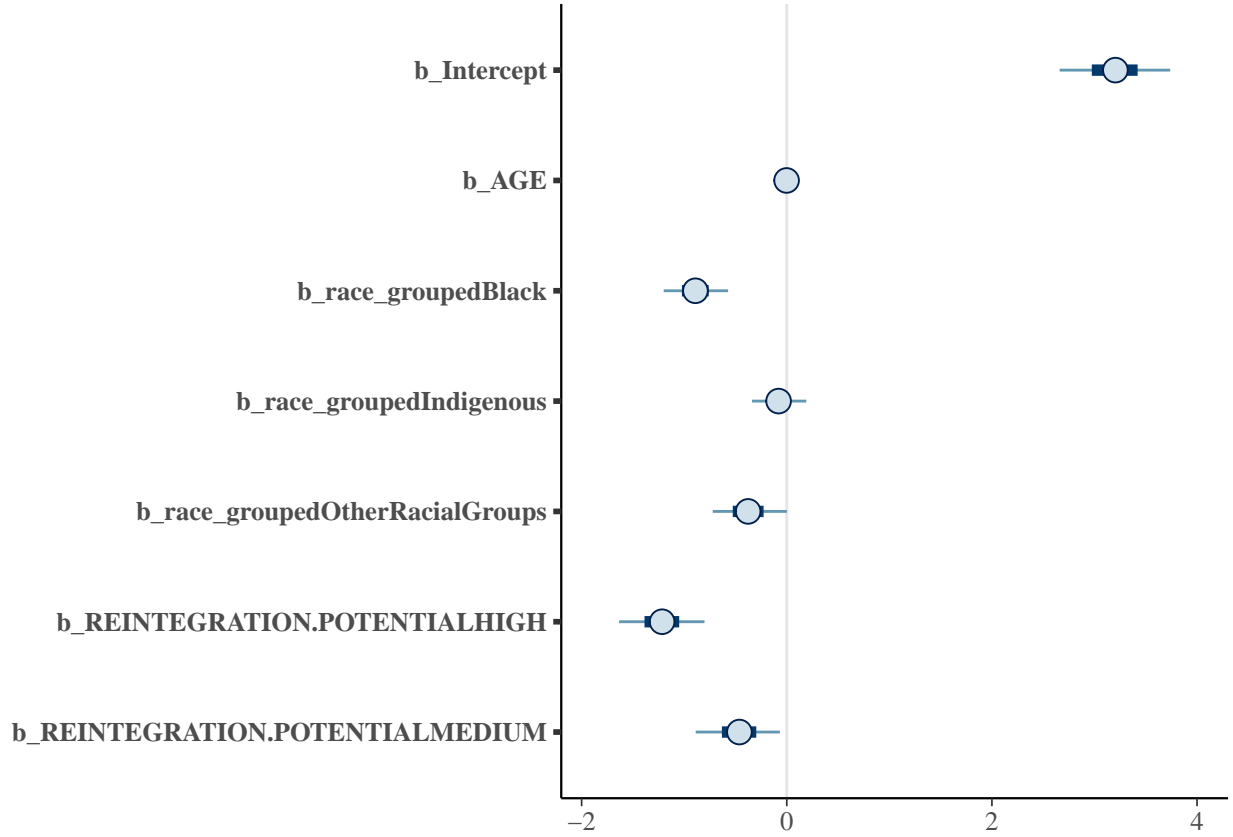 b_Intercept
b_AGE
b_race_groupedBlack
b_race_groupedIndigenous
b_race_groupedOtherRacialGroups
b_REINTEGRATION.POTENTIALHIGH
b_REINTEGRATION.POTENTIALMEDIUM
−2 0 2 4